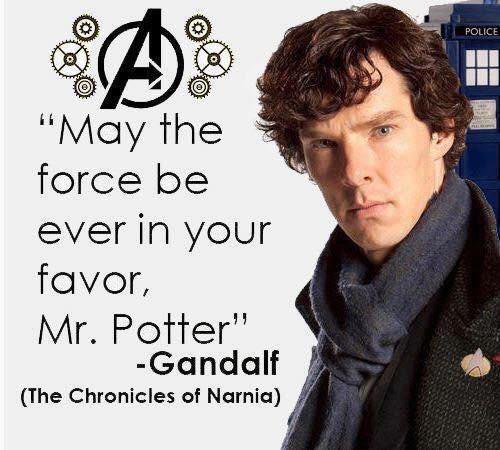 POLICE
“May the
force be
ever in your
favor,
Mr. Potter”
-Gandalf
(The Chronicles of Narnia)